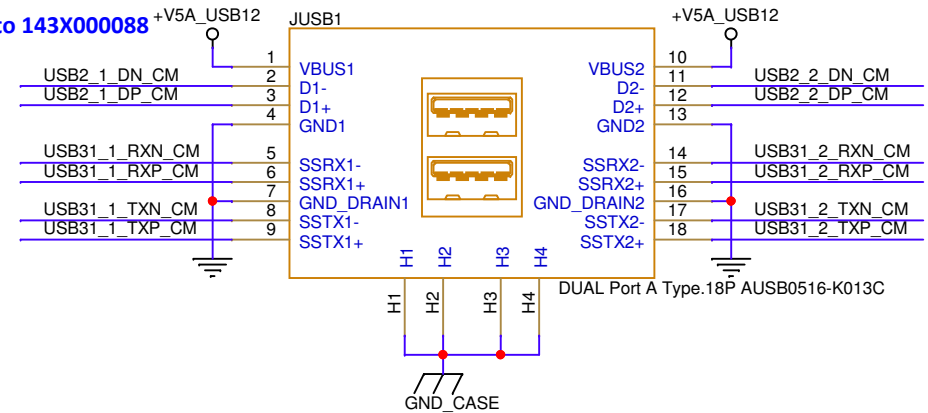 to 143X000088
+V5A_USB12
JUSB1
+V5A_USB12
1
VBUS1
VBUS2
10
USB2_1_DN_CM
2
D1-
D2-
11
USB2_2_DN_CM
USB2_1_DP_CM
3
D1+
D2+
12
USB2_2_DP_CM
4
GND1
GND2
13
USB31_1_RXN_CM
5
SSRX1-
SSRX2-
14
USB31_2_RXN_CM
USB31_1_RXP_CM
6
SSRX1+
SSRX2+
15
USB31_2_RXP_CM
7
GND_DRAIN1
GND_DRAIN2
16
USB31_1_TXN_CM
8
SSTX1-
SSTX2-
17
USB31_2_TXN_CM
USB31_1_TXP_CM
9
SSTX1+
SSTX2+
18
USB31_2_TXP_CM
H1
H2
H3
H4
H1
H2
H3
H4
DUAL Port A Type.18P AUSB0516-K013C
GND_CASE